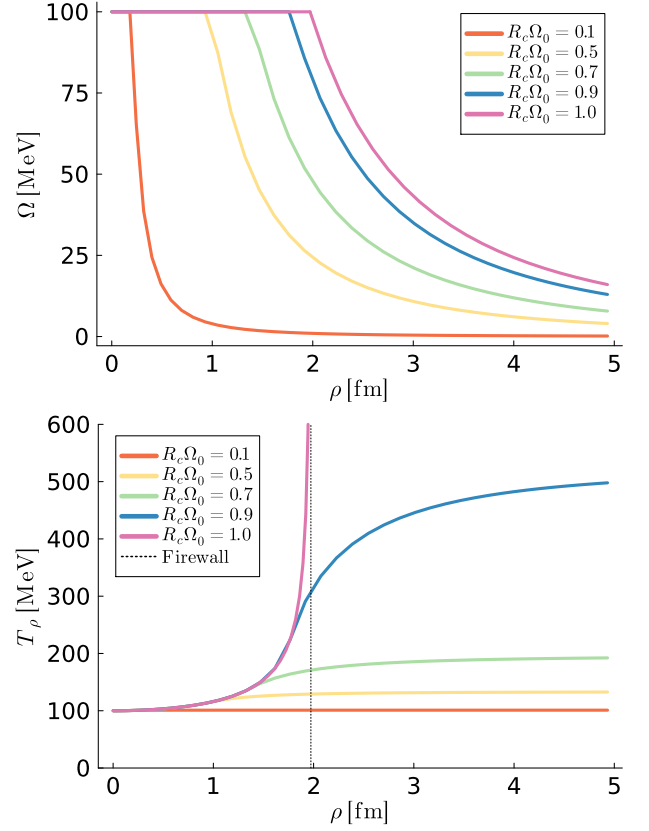 100
75
50
25
0
Ω [MeV]
R_cΩ_0 = 0.1
R_cΩ_0 = 0.5
R_cΩ_0 = 0.7
R_cΩ_0 = 0.9
R_cΩ_0 = 1.0
0 1 2 3 4 5
ρ [fm]
600
500
400
300
200
100
0
T_ρ [MeV]
R_cΩ_0 = 0.1
R_cΩ_0 = 0.5
R_cΩ_0 = 0.7
R_cΩ_0 = 0.9
R_cΩ_0 = 1.0
Firewall
0 1 2 3 4 5
ρ [fm]